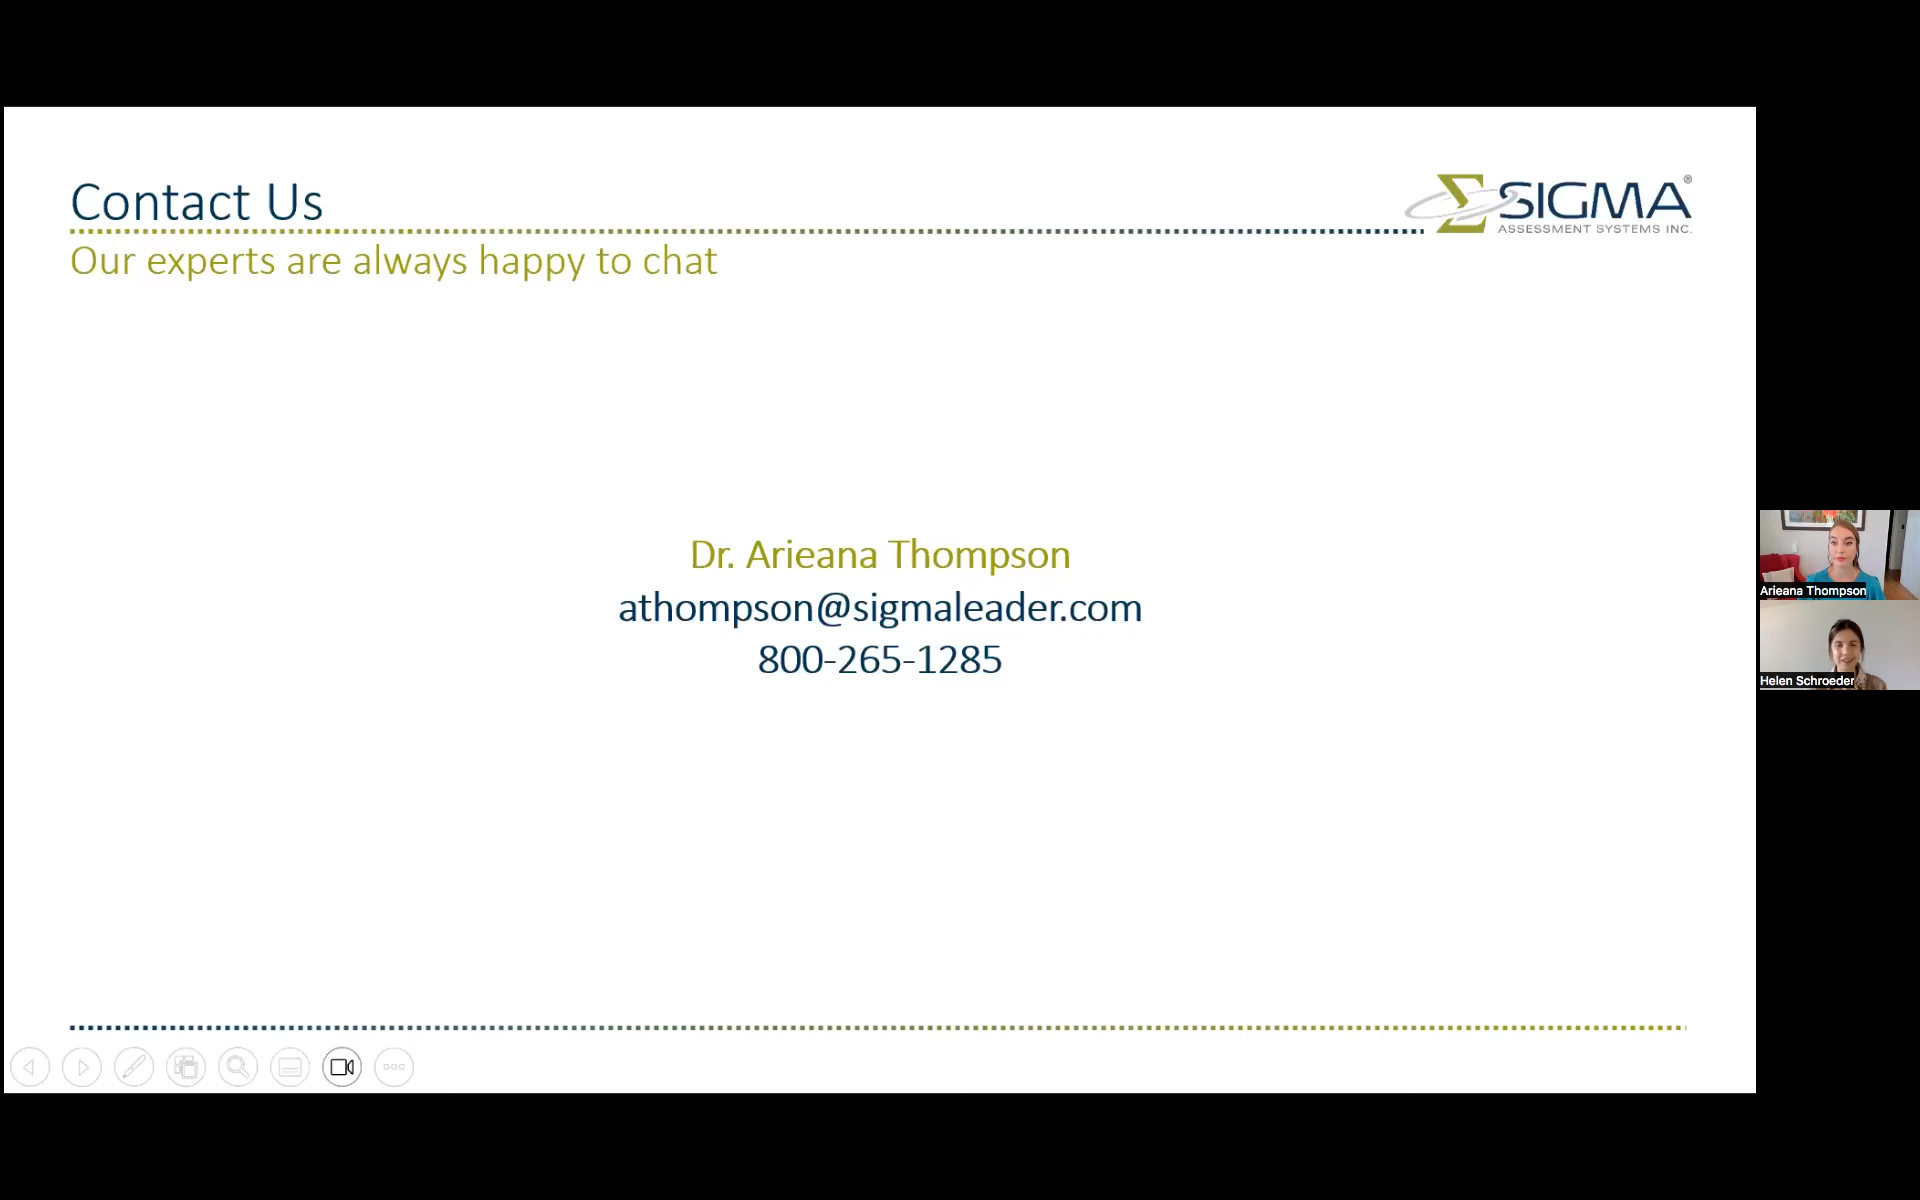 Contact Us
Our experts are always happy to chat
SIGMA®
ASSESSMENT SYSTEMS INC.
Dr. Arieana Thompson
athompson@sigmaleader.com
800-265-1285
Arieana Thompson
Helen Schroeder